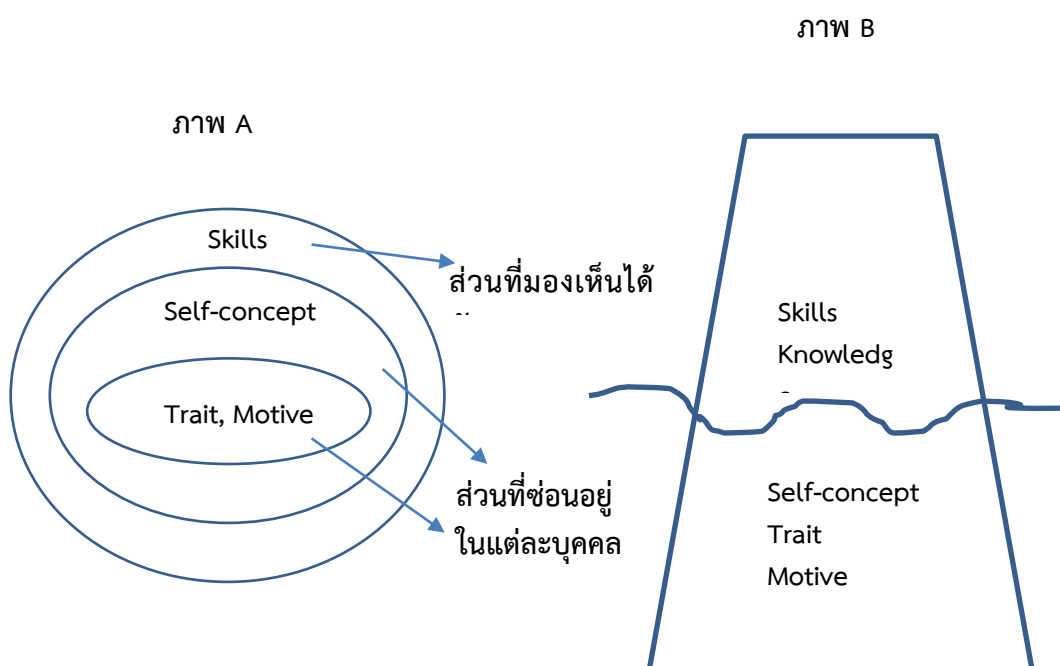 ภาพ B
ภาพ A
Skills
Self-concept
Trait, Motive
ส่วนที่มองเห็นได้
ส่วนที่ซ่อนอยู่
ในแต่ละบุคคล
Skills
Knowledg
Self-concept
Trait
Motive